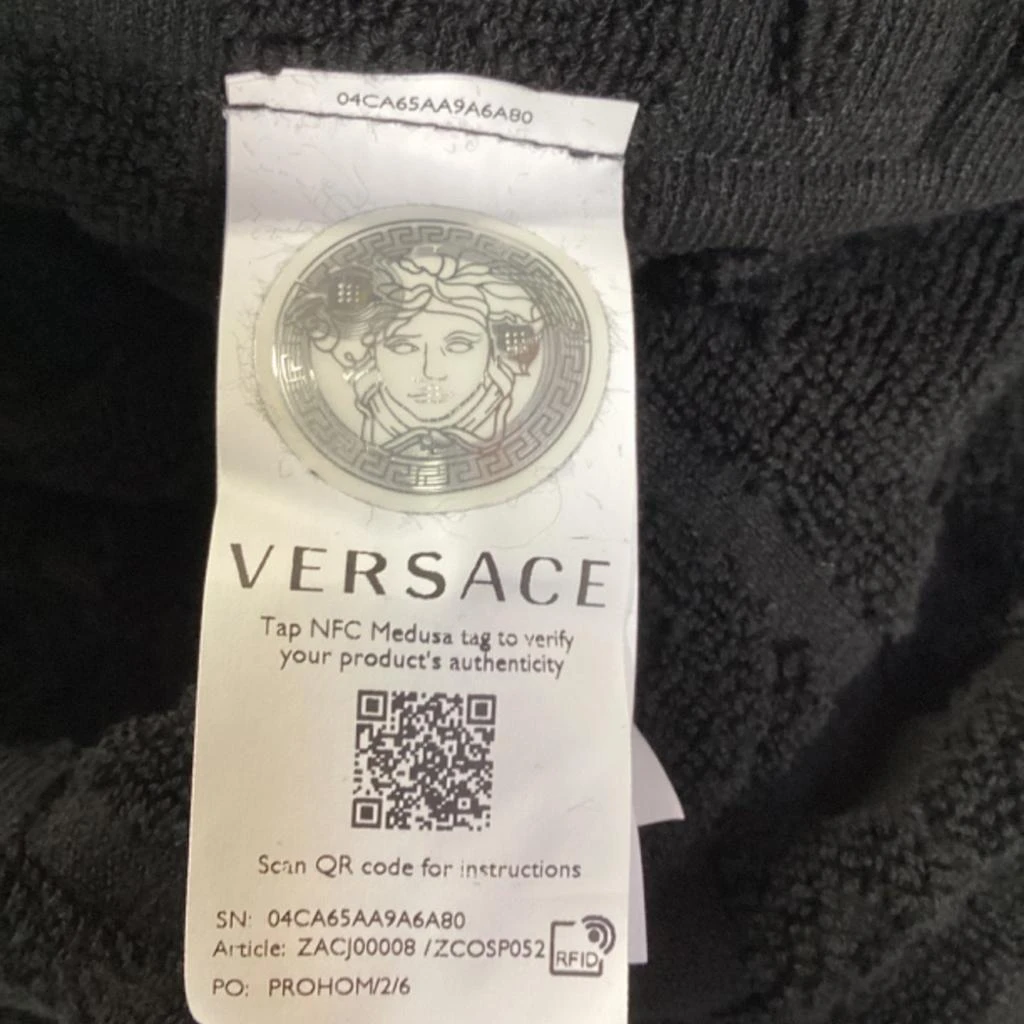 04CA65AA9A6A80
VERSACE
Tap NFC Medusa tag to verify
your product's authenticity
Scan QR code for instructions
SN: 04CA65AA9A6A80
Article: ZACJ00008 /ZCOSP052
RFID
PO: PROHOM/2/6